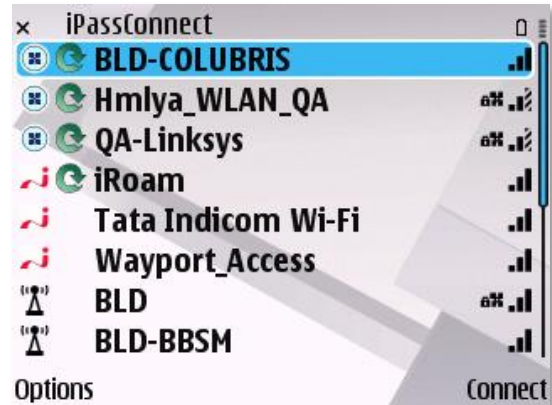 × iPassConnect
BLD-COLUBRIS
Hmlya_WLAN_QA
QA-Linksys
iRoam
Tata Indicom Wi-Fi
Wayport_Access
BLD
BLD-BBSM
Options Connect